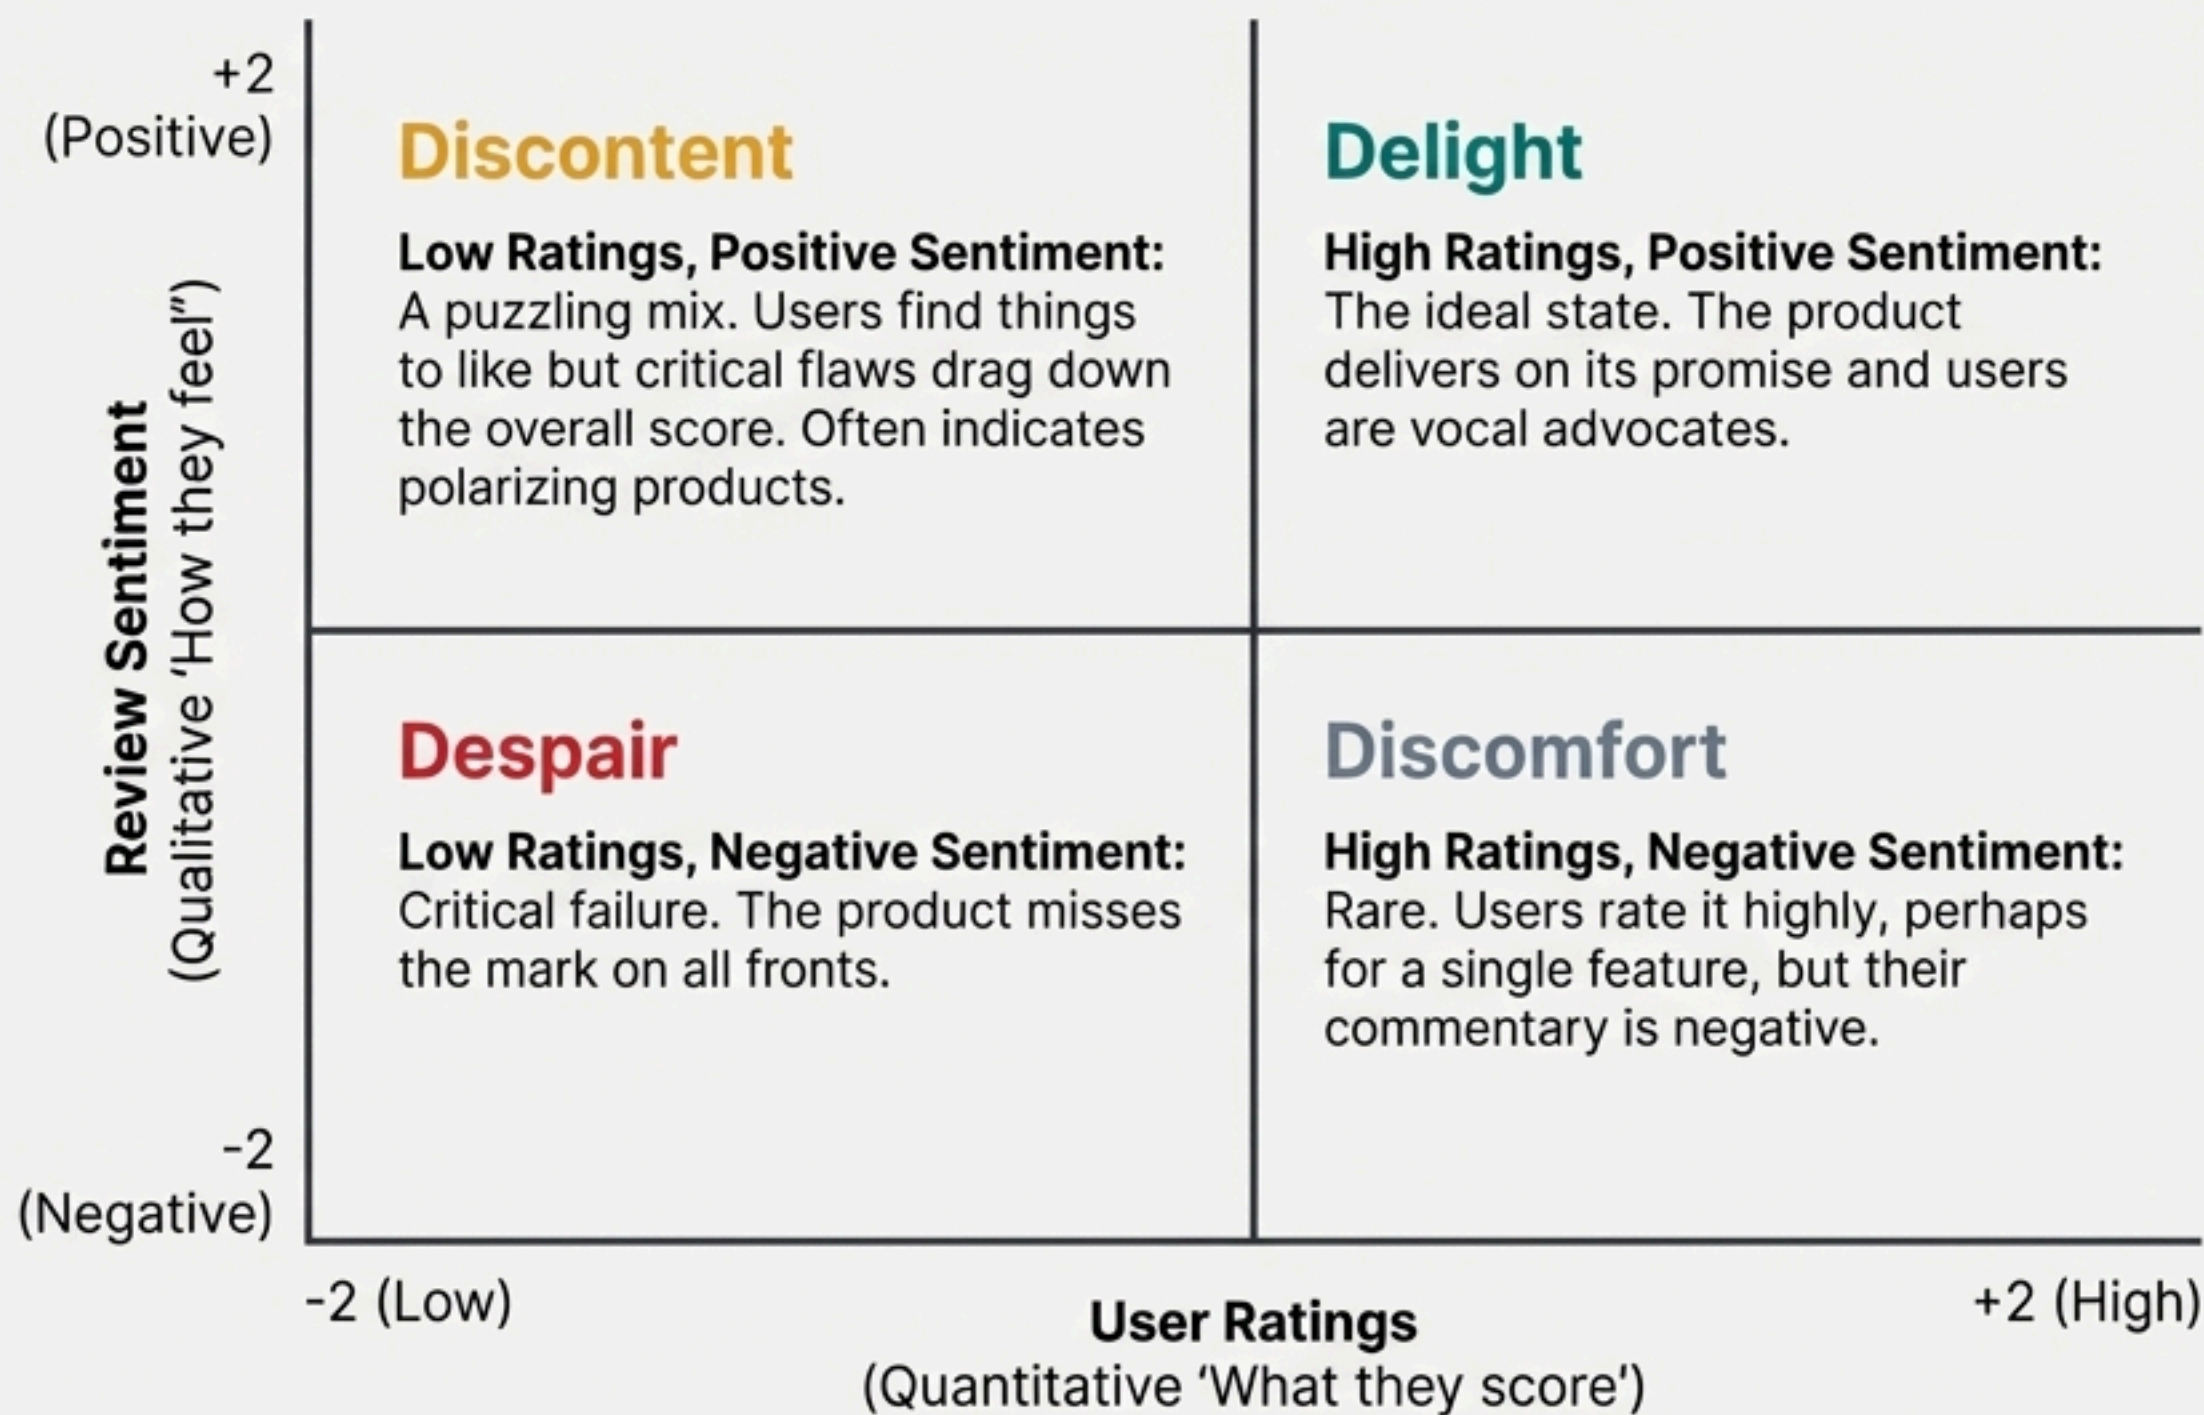 +2
(Positive)
Discontent
Low Ratings, Positive Sentiment:
A puzzling mix. Users find things
to like but critical flaws drag down
the overall score. Often indicates
polarizing products.
Delight
High Ratings, Positive Sentiment:
The ideal state. The product
delivers on its promise and users
are vocal advocates.
Review Sentiment
(Qualitative ‘How they feel”)
Despair
Low Ratings, Negative Sentiment:
Critical failure. The product misses
the mark on all fronts.
Discomfort
High Ratings, Negative Sentiment:
Rare. Users rate it highly, perhaps
for a single feature, but their
commentary is negative.
-2
(Negative)
-2 (Low)
+2 (High)
User Ratings
(Quantitative ‘What they score’)